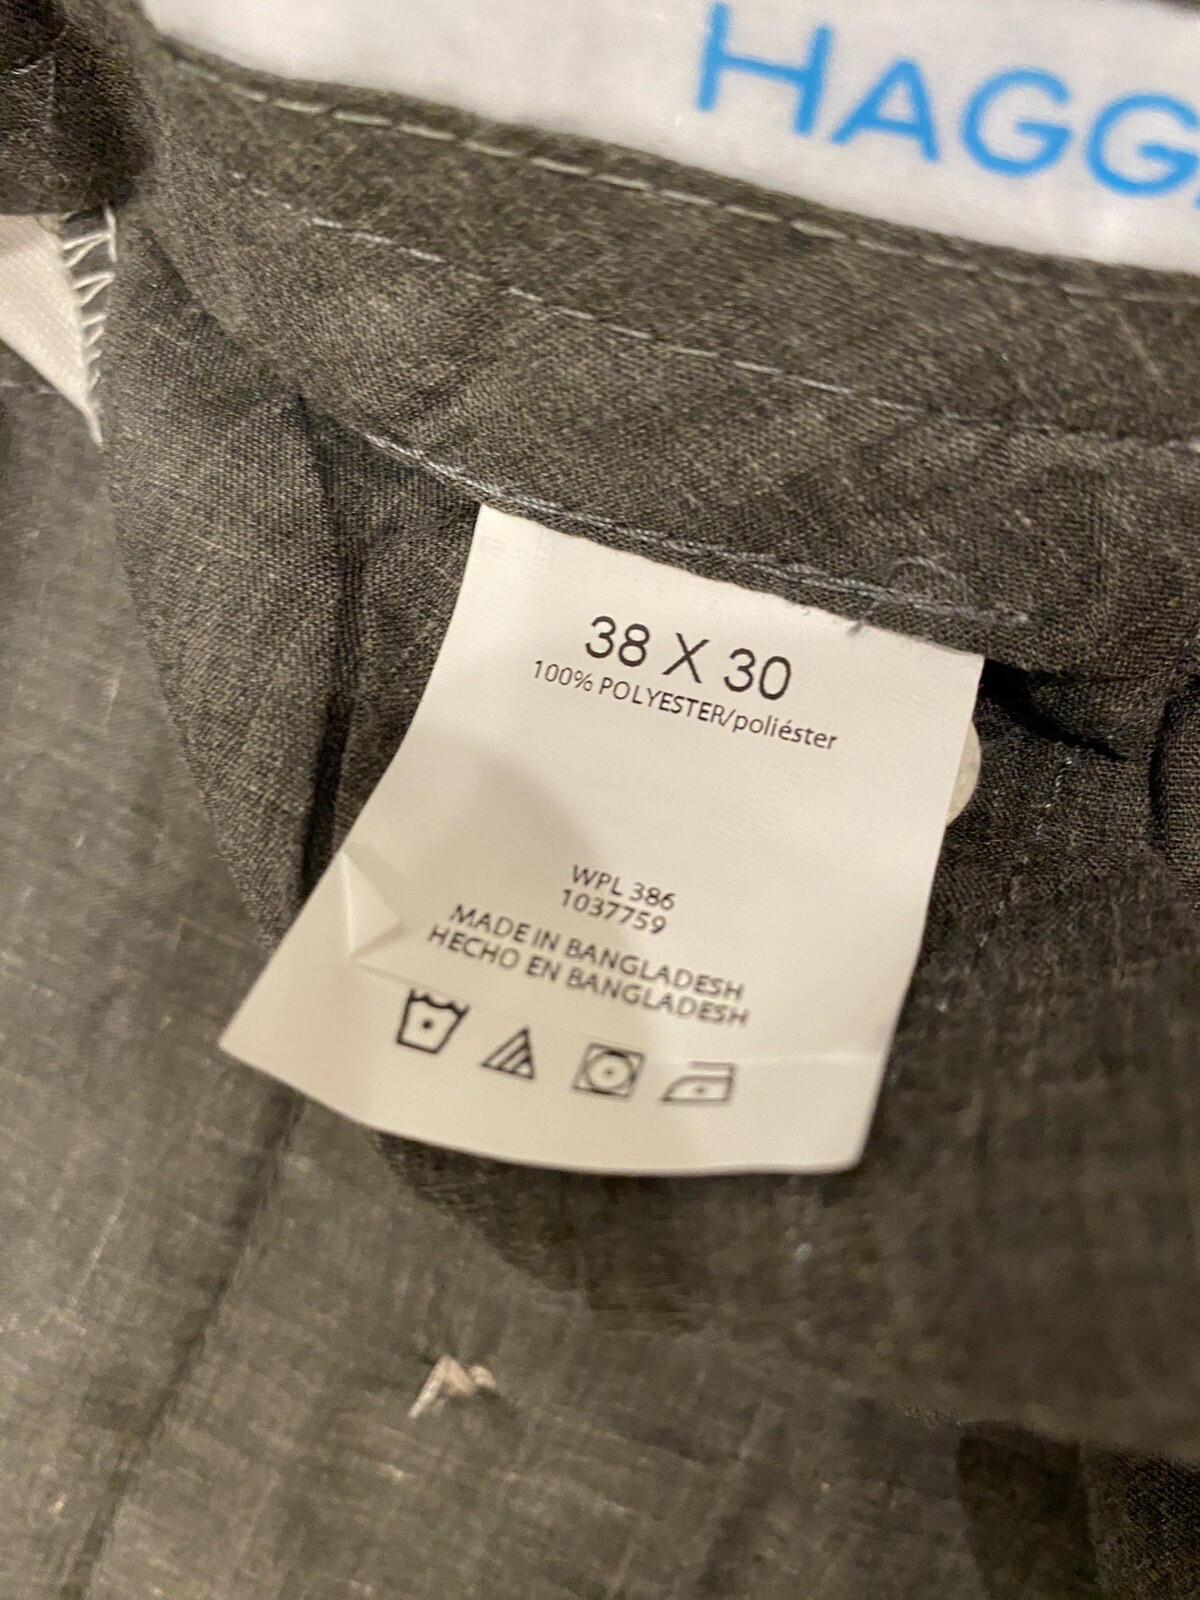 HAGG
38 X 30
100% POLYESTER/poliéster
WPL 386
1037759
MADE IN BANGLADESH
HECHO EN BANGLADESH